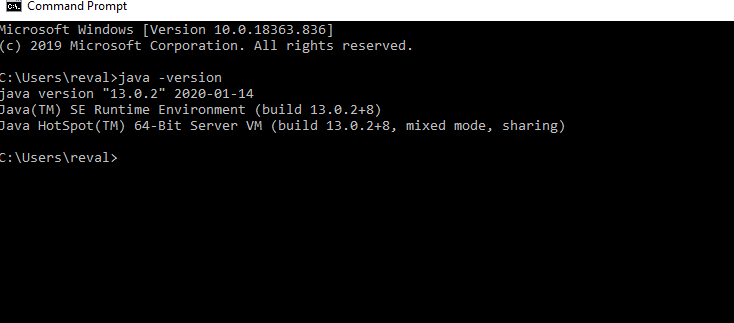 Command Prompt
Microsoft Windows [Version 10.0.18363.836]
(c) 2019 Microsoft Corporation. All rights reserved.
C:\Users\reval>java -version
java version "13.0.2" 2020-01-14
Java(TM) SE Runtime Environment (build 13.0.2+8)
Java HotSpot(TM) 64-Bit Server VM (build 13.0.2+8, mixed mode, sharing)
C:\Users\reval>